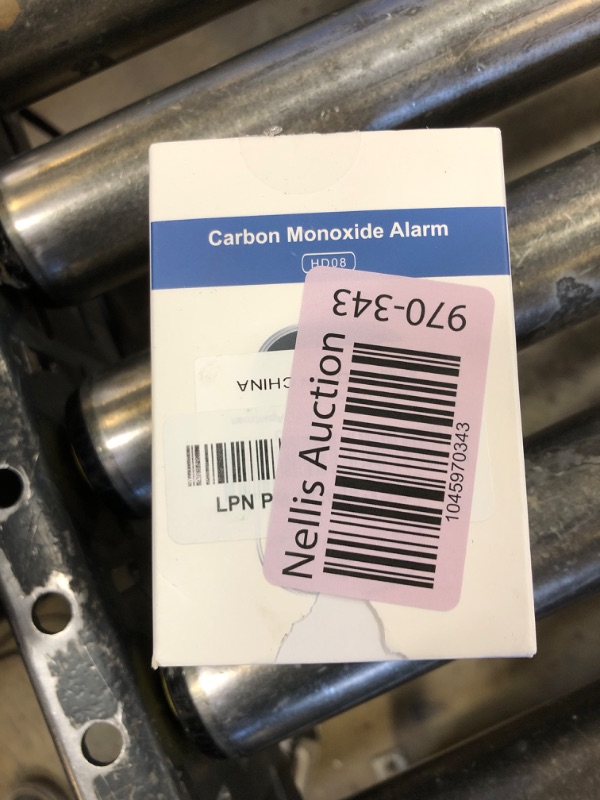 Carbon Monoxide Alarm
HD08
970-343
Nellis Auction
1045970343
CHINA
LPN P